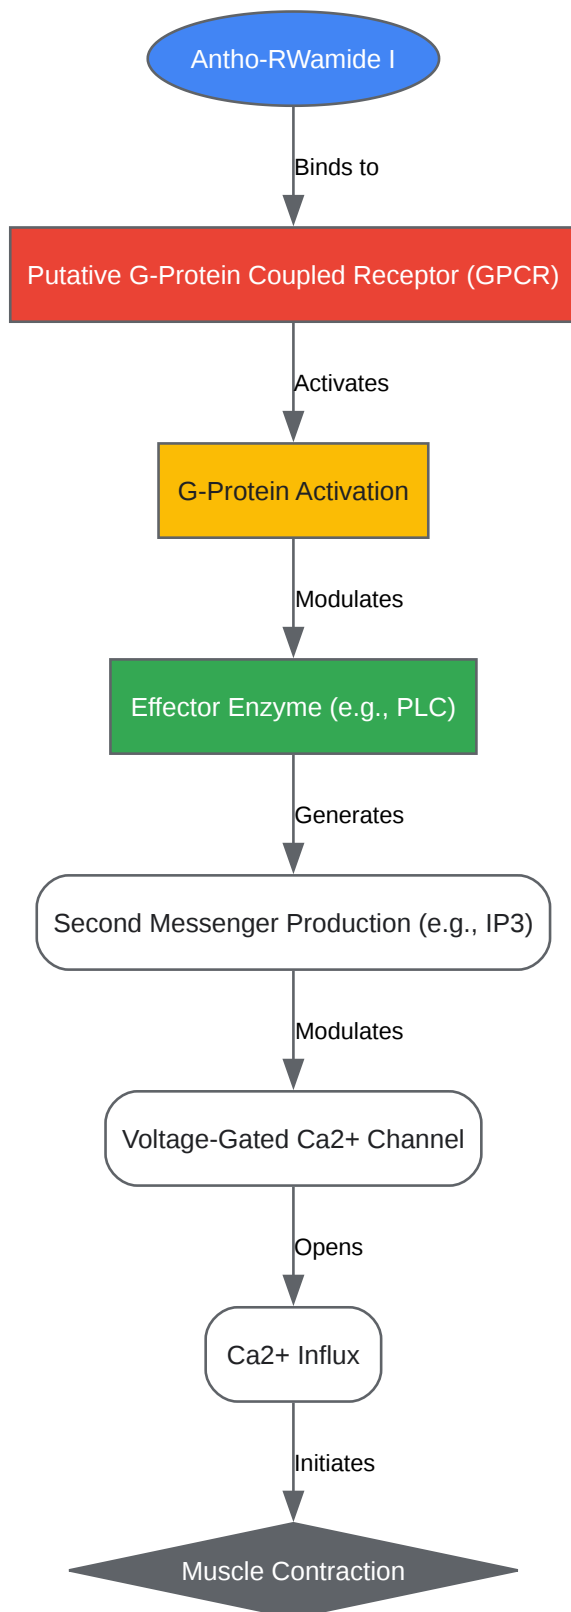 Antho-RWamide I
Binds to
Putative G-Protein Coupled Receptor (GPCR)
Activates
G-Protein Activation
Modulates
Effector Enzyme (e.g., PLC)
Generates
Second Messenger Production (e.g., IP3)
Modulates
Voltage-Gated Ca2+ Channel
Opens
Ca2+ Influx
Initiates
Muscle Contraction